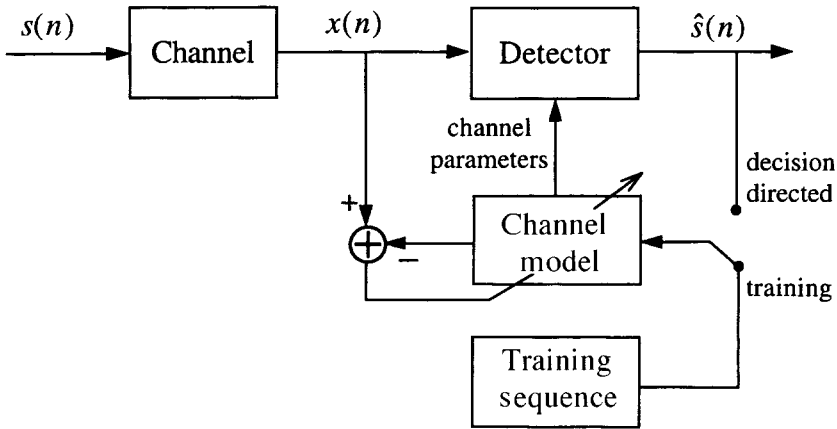 s(n)
Channel
x(n)
Detector
ŝ(n)
channel
parameters
decision
directed
+
+
−
Channel
model
training
Training
sequence